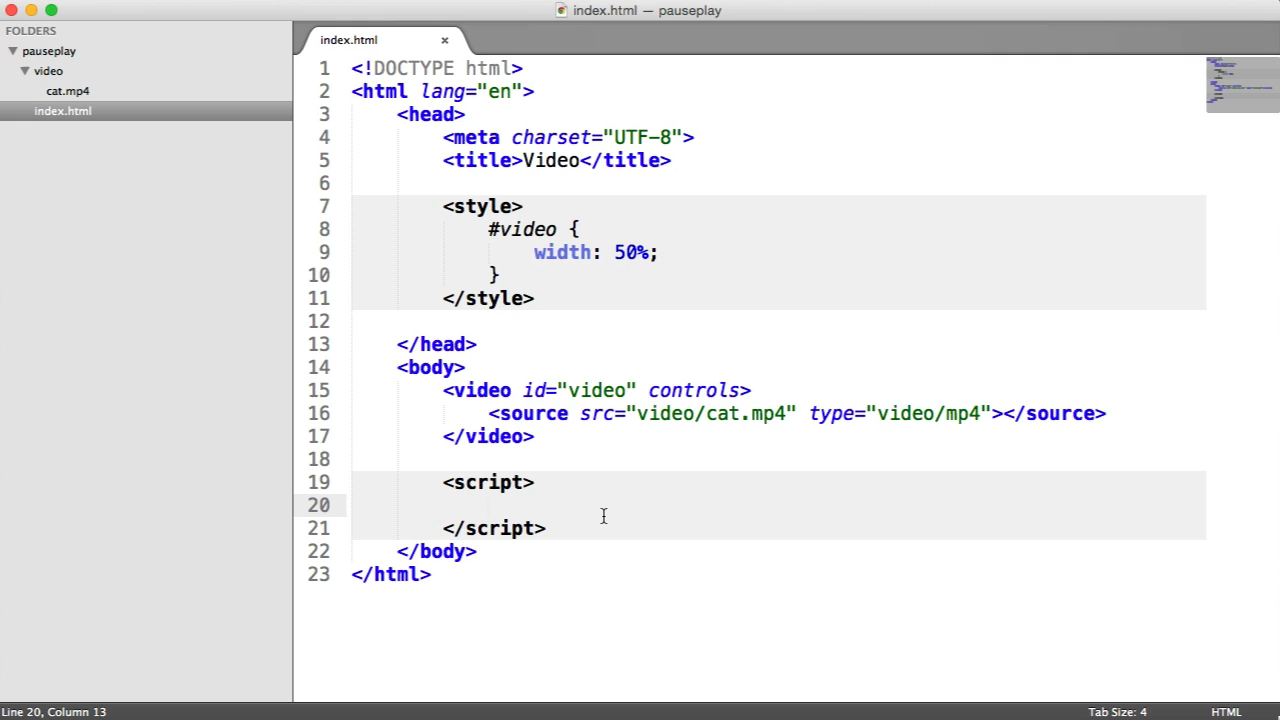 index.html — pauseplay
FOLDERS
pauseplay
video
cat.mp4
index.html
index.html ×
1 <!DOCTYPE html>
2 <html lang="en">
3 <head>
4 <meta charset="UTF-8">
5 <title>Video</title>
6
7 <style>
8 #video {
9 width: 50%;
10 }
11 </style>
12
13 </head>
14 <body>
15 <video id="video" controls>
16 <source src="video/cat.mp4" type="video/mp4"></source>
17 </video>
18
19 <script>
20
21 </script>
22 </body>
23 </html>
Line 20, Column 13
Tab Size: 4
HTML